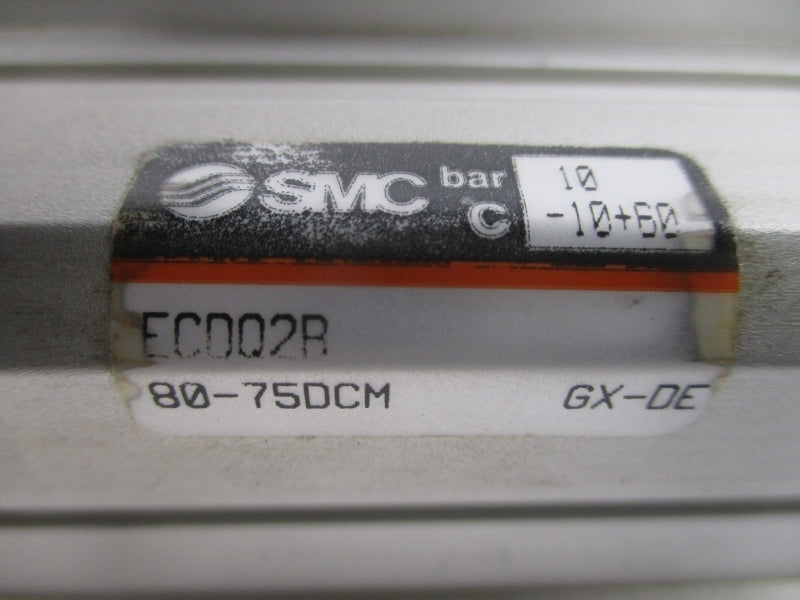 SMC bar 10
C -10+60
ECDQ2B
80-75DCM GX-DE